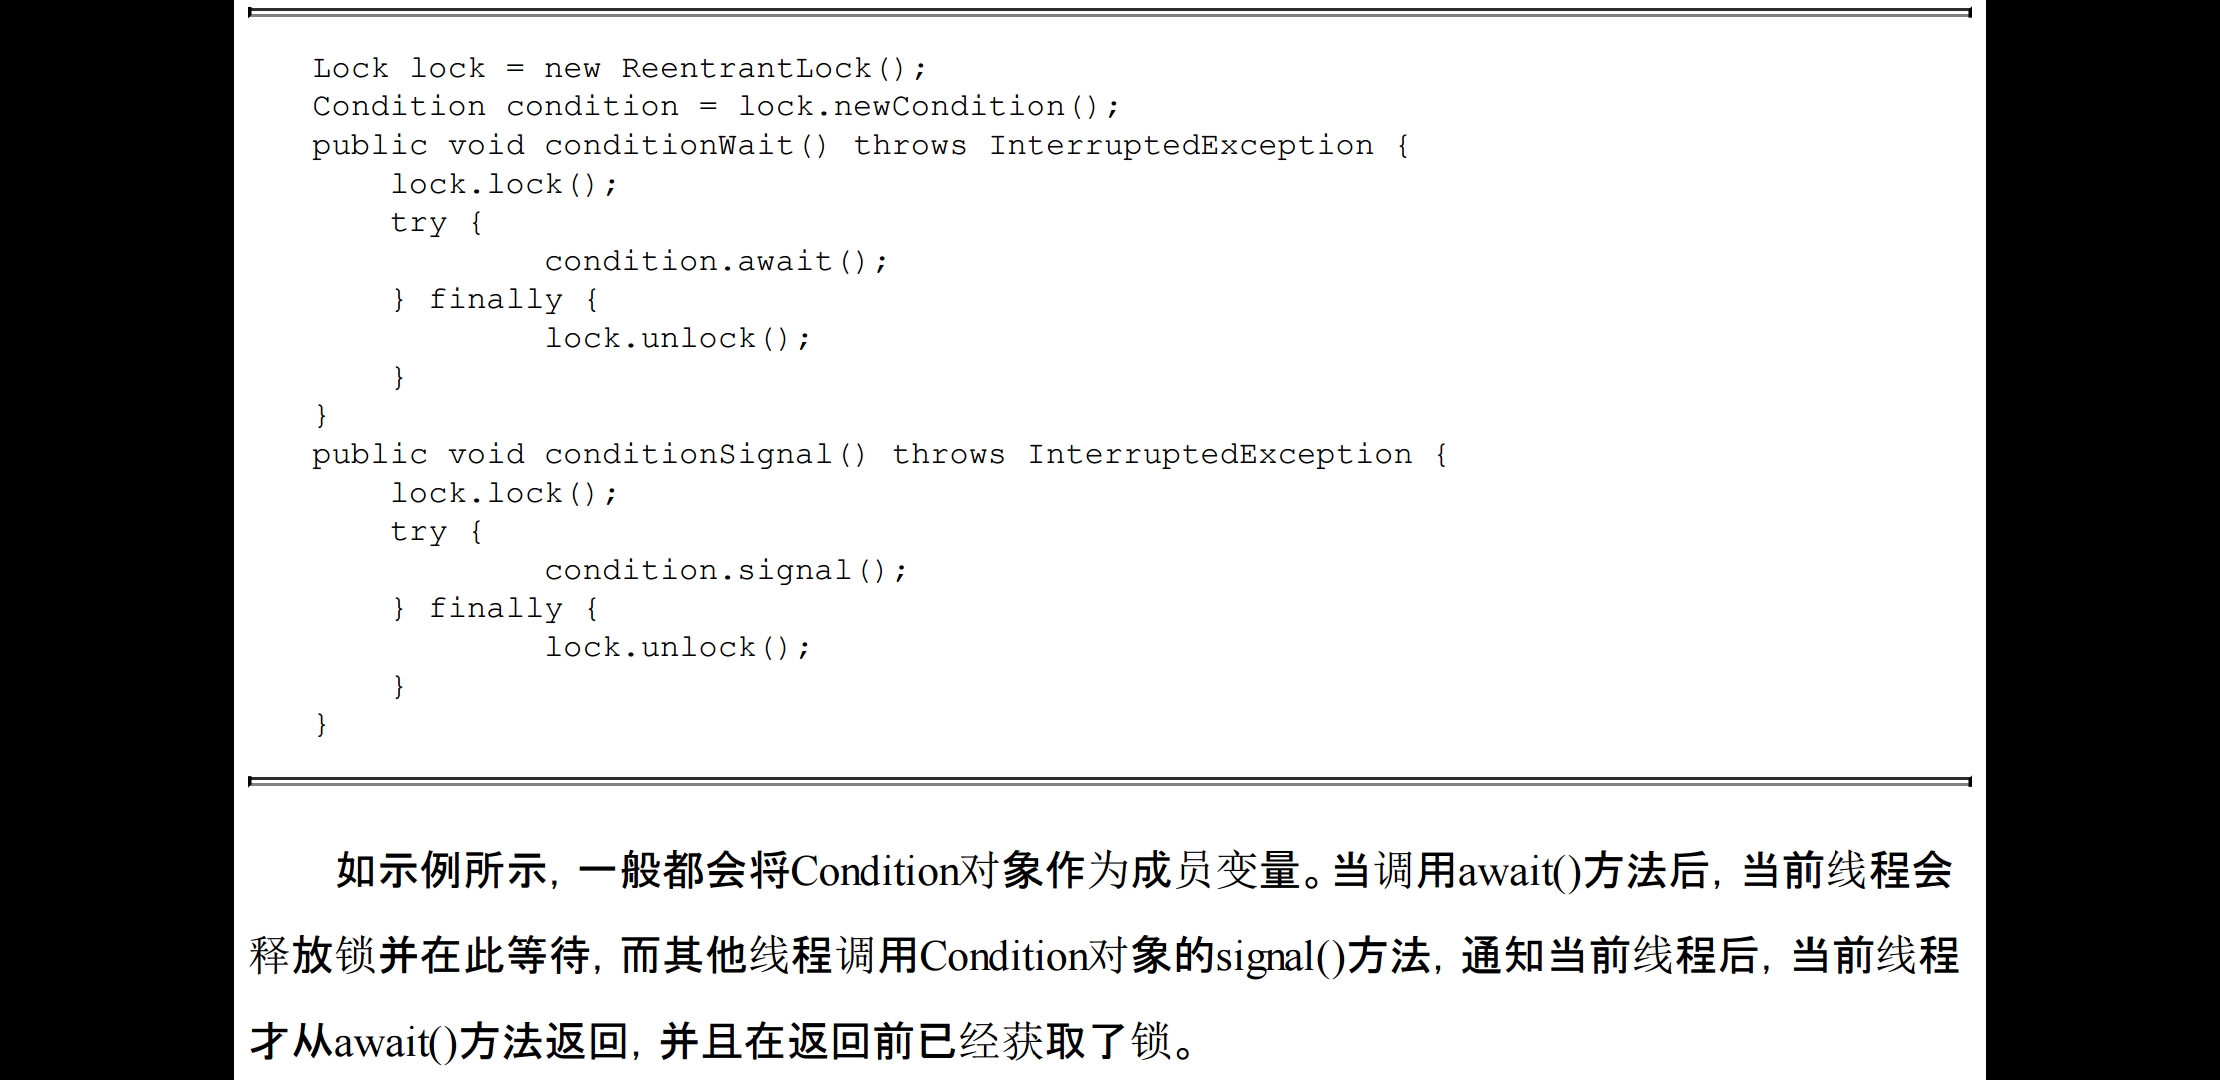 Lock lock = new ReentrantLock();
Condition condition = lock.newCondition();
public void conditionWait() throws InterruptedException {
    lock.lock();
    try {
            condition.await();
    } finally {
            lock.unlock();
    }
}
public void conditionSignal() throws InterruptedException {
    lock.lock();
    try {
            condition.signal();
    } finally {
            lock.unlock();
    }
}
如示例所示，一般都会将Condition对象作为成员变量。当调用await()方法后，当前线程会
释放锁并在此等待，而其他线程调用Condition对象的signal()方法，通知当前线程后，当前线程
才从await()方法返回，并且在返回前已经获取了锁。